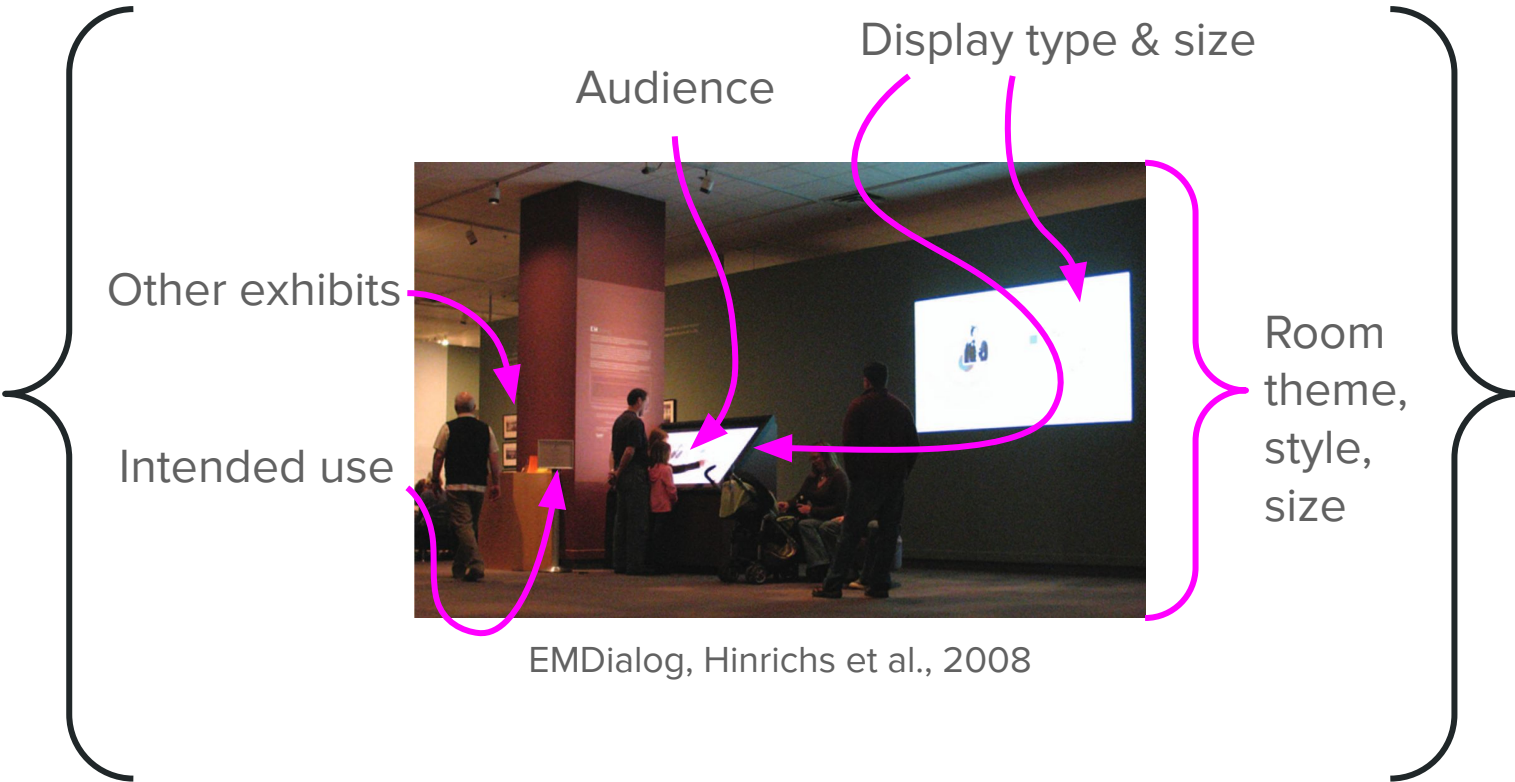 Display type & size
Audience
Other exhibits
Intended use
Room
theme,
style,
size
EMDialog, Hinrichs et al., 2008